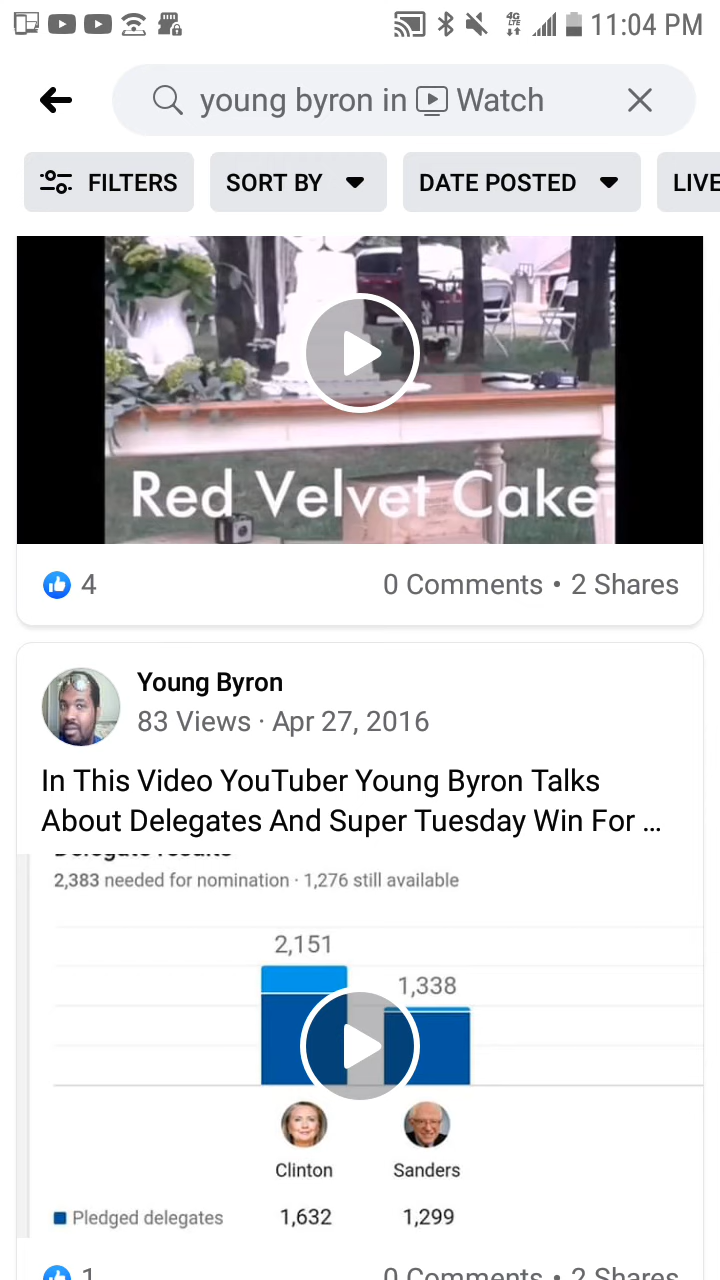 4G LTE 11:04 PM
young byron in Watch
FILTERS SORT BY DATE POSTED LIVE
Red Velvet Cake
4 0 Comments • 2 Shares
Young Byron
83 Views · Apr 27, 2016
In This Video YouTuber Young Byron Talks
About Delegates And Super Tuesday Win For ...
Delegate results
2,383 needed for nomination · 1,276 still available
2,151
1,338
Clinton Sanders
Pledged delegates 1,632 1,299
1 0 Comments • 2 Shares